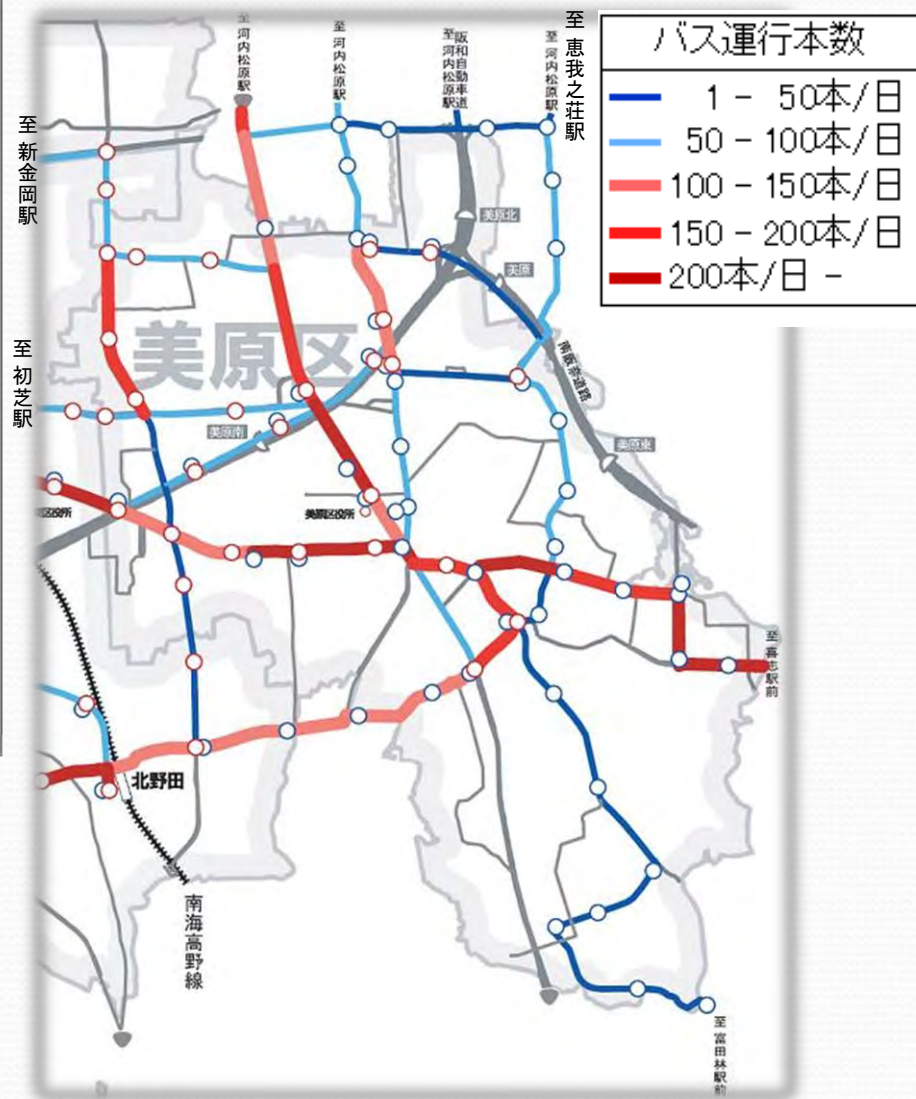 至 河内松原駅
至 河内松原駅
至 河内松原駅
阪和自動車道
至 河内松原駅
至 恵我之荘駅
バス運行本数
1 - 50本/日
50 - 100本/日
100 - 150本/日
150 - 200本/日
200本/日 -
至 新金岡駅
美原北
美原
至 初芝駅
美原区
南阪奈道路
美原南
美原東
区役所
美原区役所
至 喜志駅前
北野田
南海高野線
至 富田林駅前